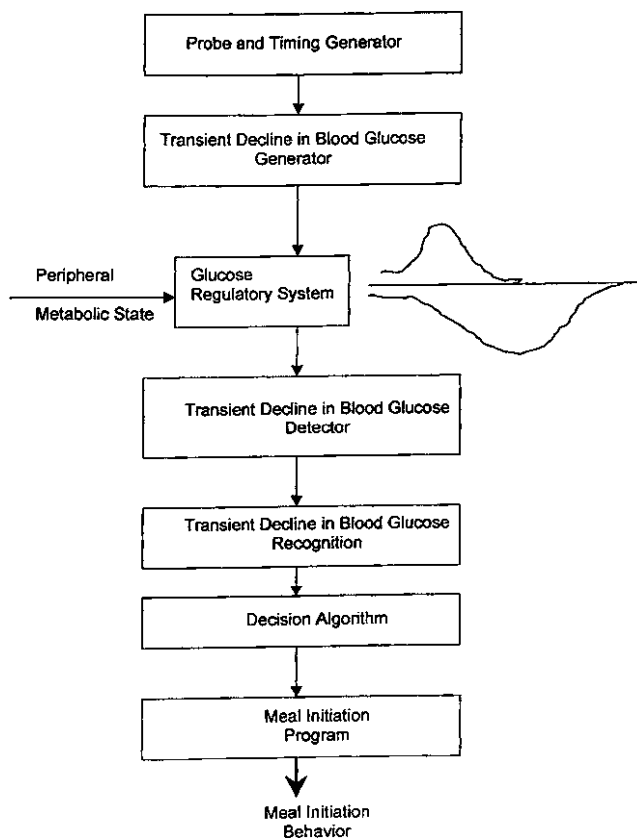 Probe and Timing Generator
Transient Decline in Blood Glucose
Generator
Peripheral
Metabolic State
Glucose
Regulatory System
Transient Decline in Blood Glucose
Detector
Transient Decline in Blood Glucose
Recognition
Decision Algorithm
Meal Initiation
Program
Meal Initiation
Behavior